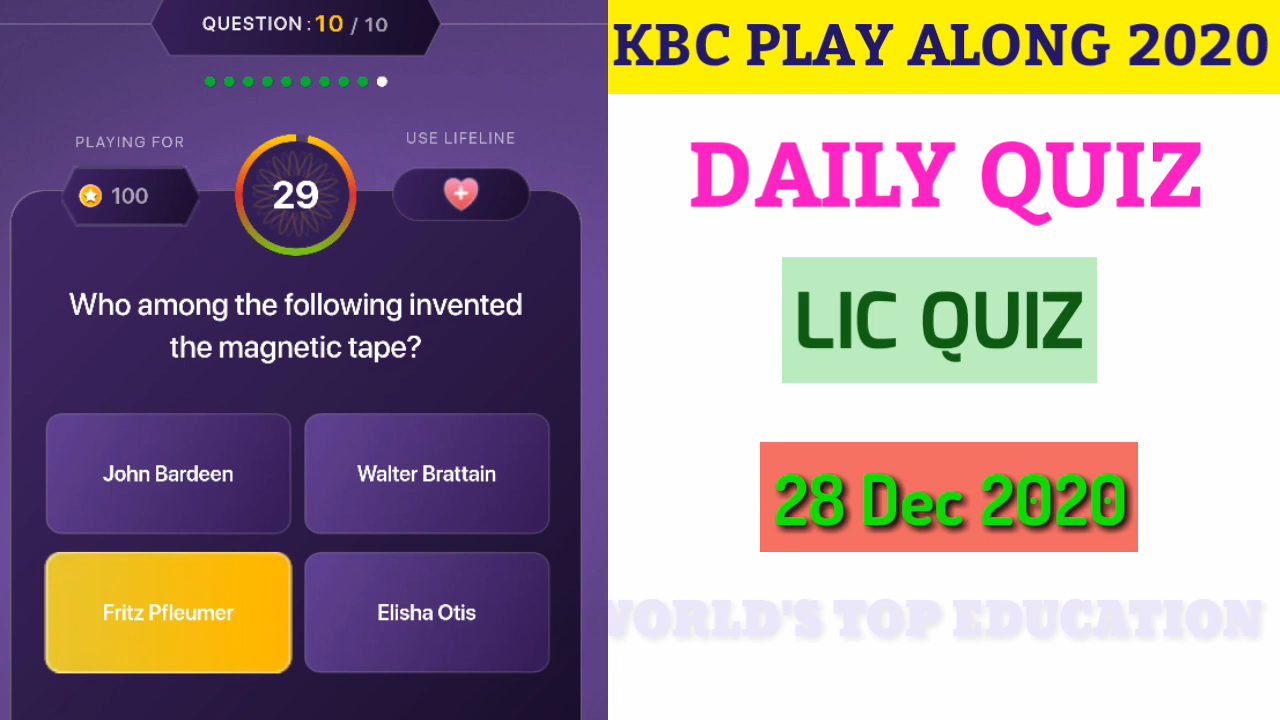 QUESTION : 10 / 10
PLAYING FOR
USE LIFELINE
100
29
Who among the following invented
the magnetic tape?
John Bardeen
Walter Brattain
Fritz Pfleumer
Elisha Otis
KBC PLAY ALONG 2020
DAILY QUIZ
LIC QUIZ
28 Dec 2020
WORLD'S TOP EDUCATION